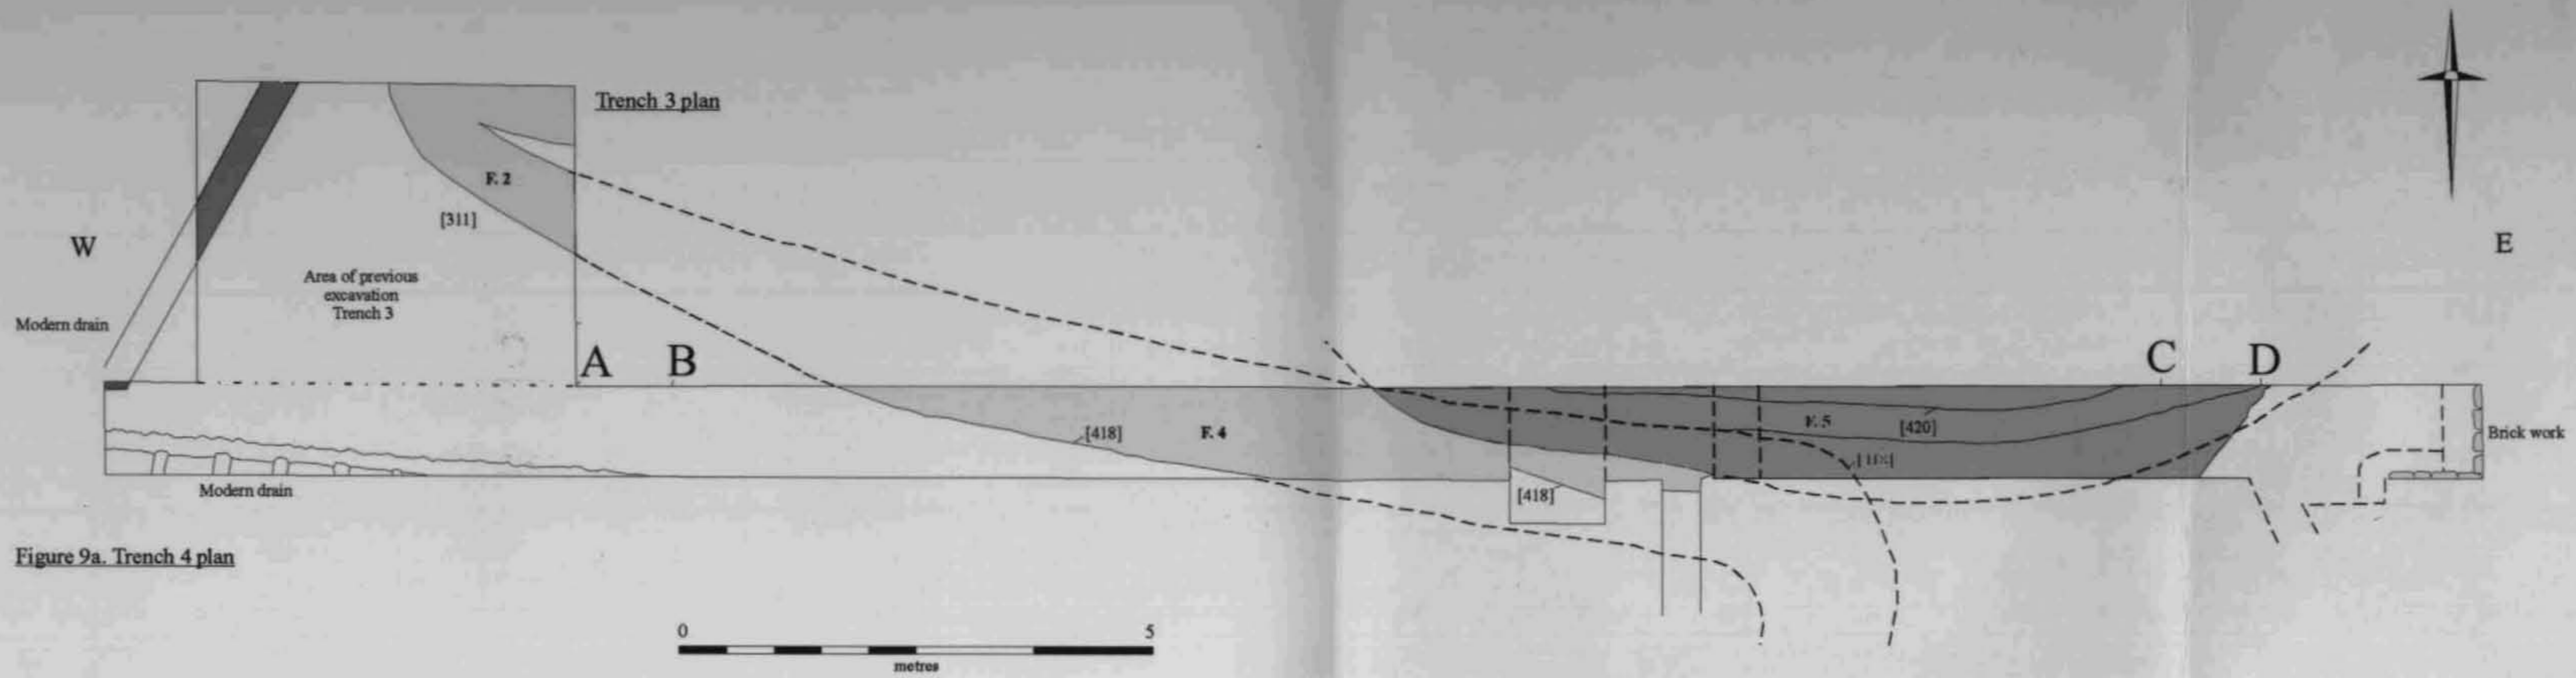 Trench 3 plan
F. 2
[311]
W
E
Area of previous
excavation
Trench 3
Modern drain
A
B
C
D
[418]
F. 4
F. 5
[420]
Brick work
[418]
Modern drain
Figure 9a. Trench 4 plan
0
5
metres